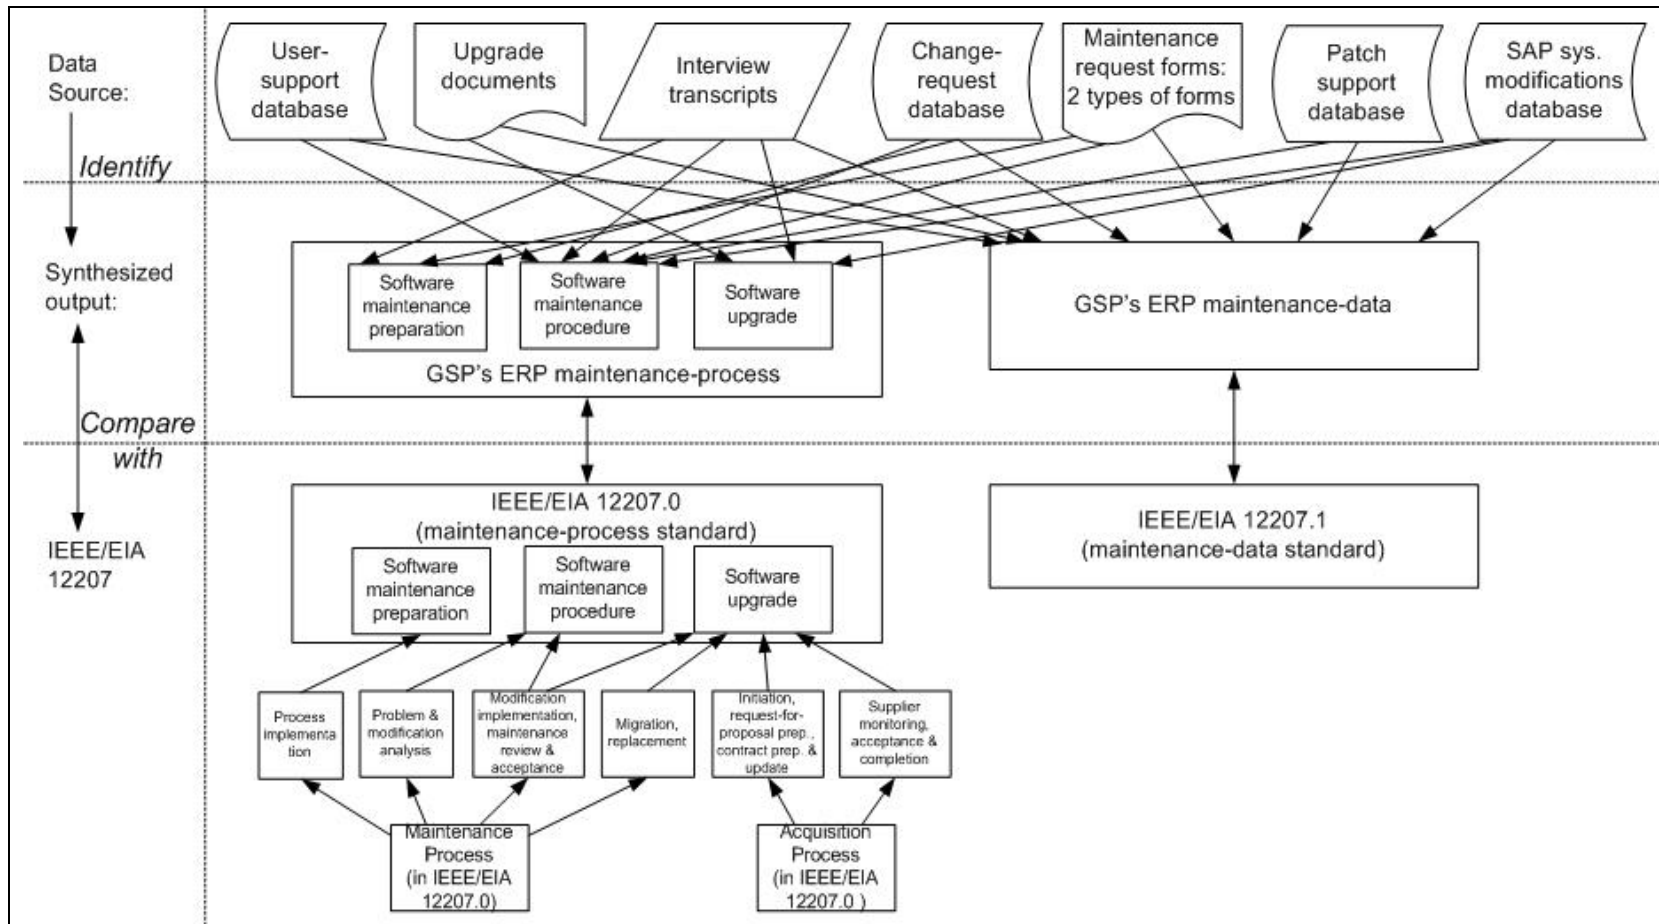 Data
Source:
User-
support
database
Upgrade
documents
Interview
transcripts
Change-
request
database
Maintenance
request forms:
2 types of forms
Patch
support
database
SAP sys.
modifications
database
Identify
Synthesized
output:
Software
maintenance
preparation
Software
maintenance
procedure
Software
upgrade
GSP's ERP maintenance-process
GSP's ERP maintenance-data
Compare
with
IEEE/EIA
12207
IEEE/EIA 12207.0
(maintenance-process standard)
Software
maintenance
preparation
Software
maintenance
procedure
Software
upgrade
IEEE/EIA 12207.1
(maintenance-data standard)
Process
implementa
tion
Problem &
modification
analysis
Modification
implementation,
maintenance
review &
acceptance
Migration,
replacement
Initiation,
request-for-
proposal prep.,
contract prep. &
update
Supplier
monitoring,
acceptance &
completion
Maintenance
Process
(in IEEE/EIA
12207.0)
Acquisition
Process
(in IEEE/EIA
12207.0 )